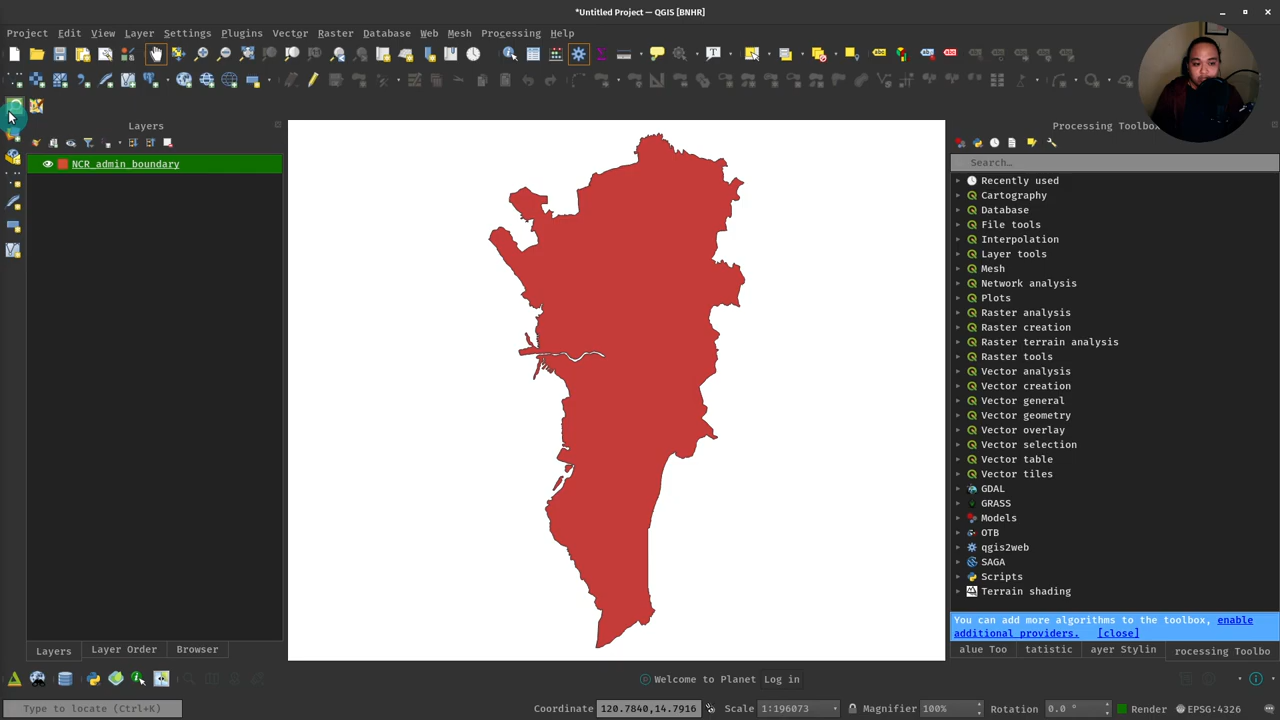 *Untitled Project — QGIS [BNHR]
Project Edit View Layer Settings Plugins Vector Raster Database Web Mesh Processing Help
Layers
Processing Toolbox
NCR_admin_boundary
Search…
Recently used
Cartography
Database
File tools
Interpolation
Layer tools
Mesh
Network analysis
Plots
Raster analysis
Raster creation
Raster terrain analysis
Raster tools
Vector analysis
Vector creation
Vector general
Vector geometry
Vector overlay
Vector selection
Vector table
Vector tiles
GDAL
GRASS
Models
OTB
qgis2web
SAGA
Scripts
Terrain shading
You can add more algorithms to the toolbox, enable
additional providers. [close]
Layers Layer Order Browser
alue Too tatistic ayer Stylin rocessing Toolbo
Welcome to Planet Log in
Type to locate (Ctrl+K) Coordinate 120.7840,14.7916 Scale 1:196073 Magnifier 100% Rotation 0.0 ° Render EPSG:4326